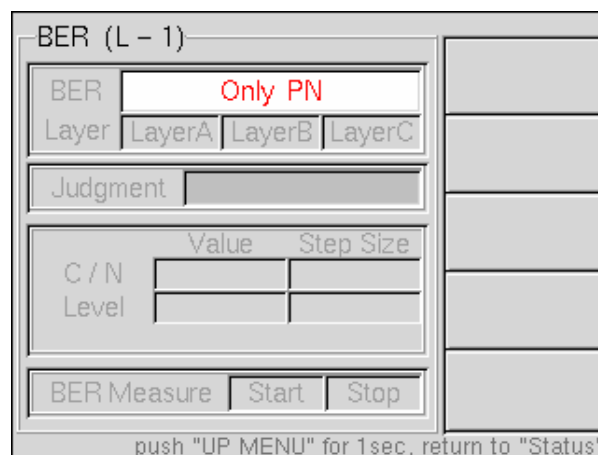 BER (L – 1)
BER Only PN
Layer LayerA LayerB LayerC
Judgment
Value Step Size
C / N
Level
BER Measure Start Stop
push "UP MENU" for 1sec, return to "Status"